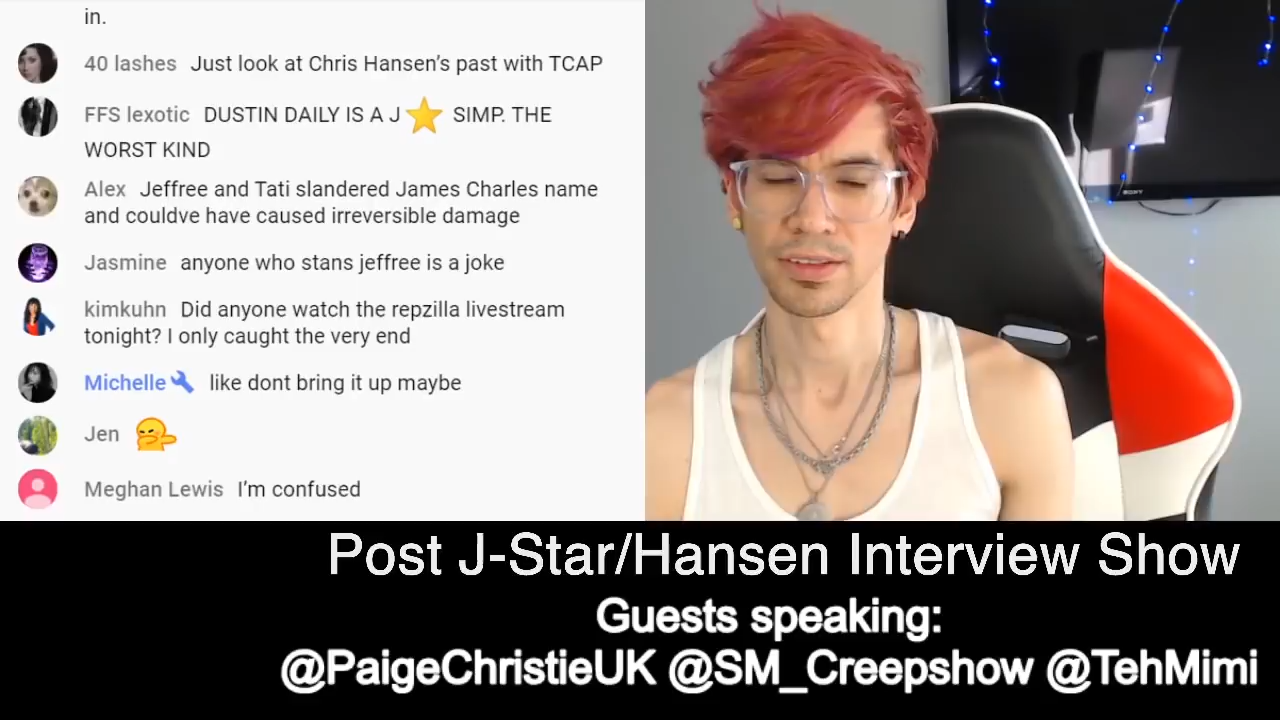 in.
40 lashes Just look at Chris Hansen's past with TCAP
FFS lexotic DUSTIN DAILY IS A J⭐ SIMP. THE
WORST KIND
Alex Jeffree and Tati slandered James Charles name
and couldve have caused irreversible damage
Jasmine anyone who stans jeffree is a joke
kimkuhn Did anyone watch the repzilla livestream
tonight? I only caught the very end
Michelle like dont bring it up maybe
Jen
Meghan Lewis I'm confused
SONY
Post J-Star/Hansen Interview Show
Guests speaking:
@PaigeChristieUK @SM_Creepshow @TehMimi